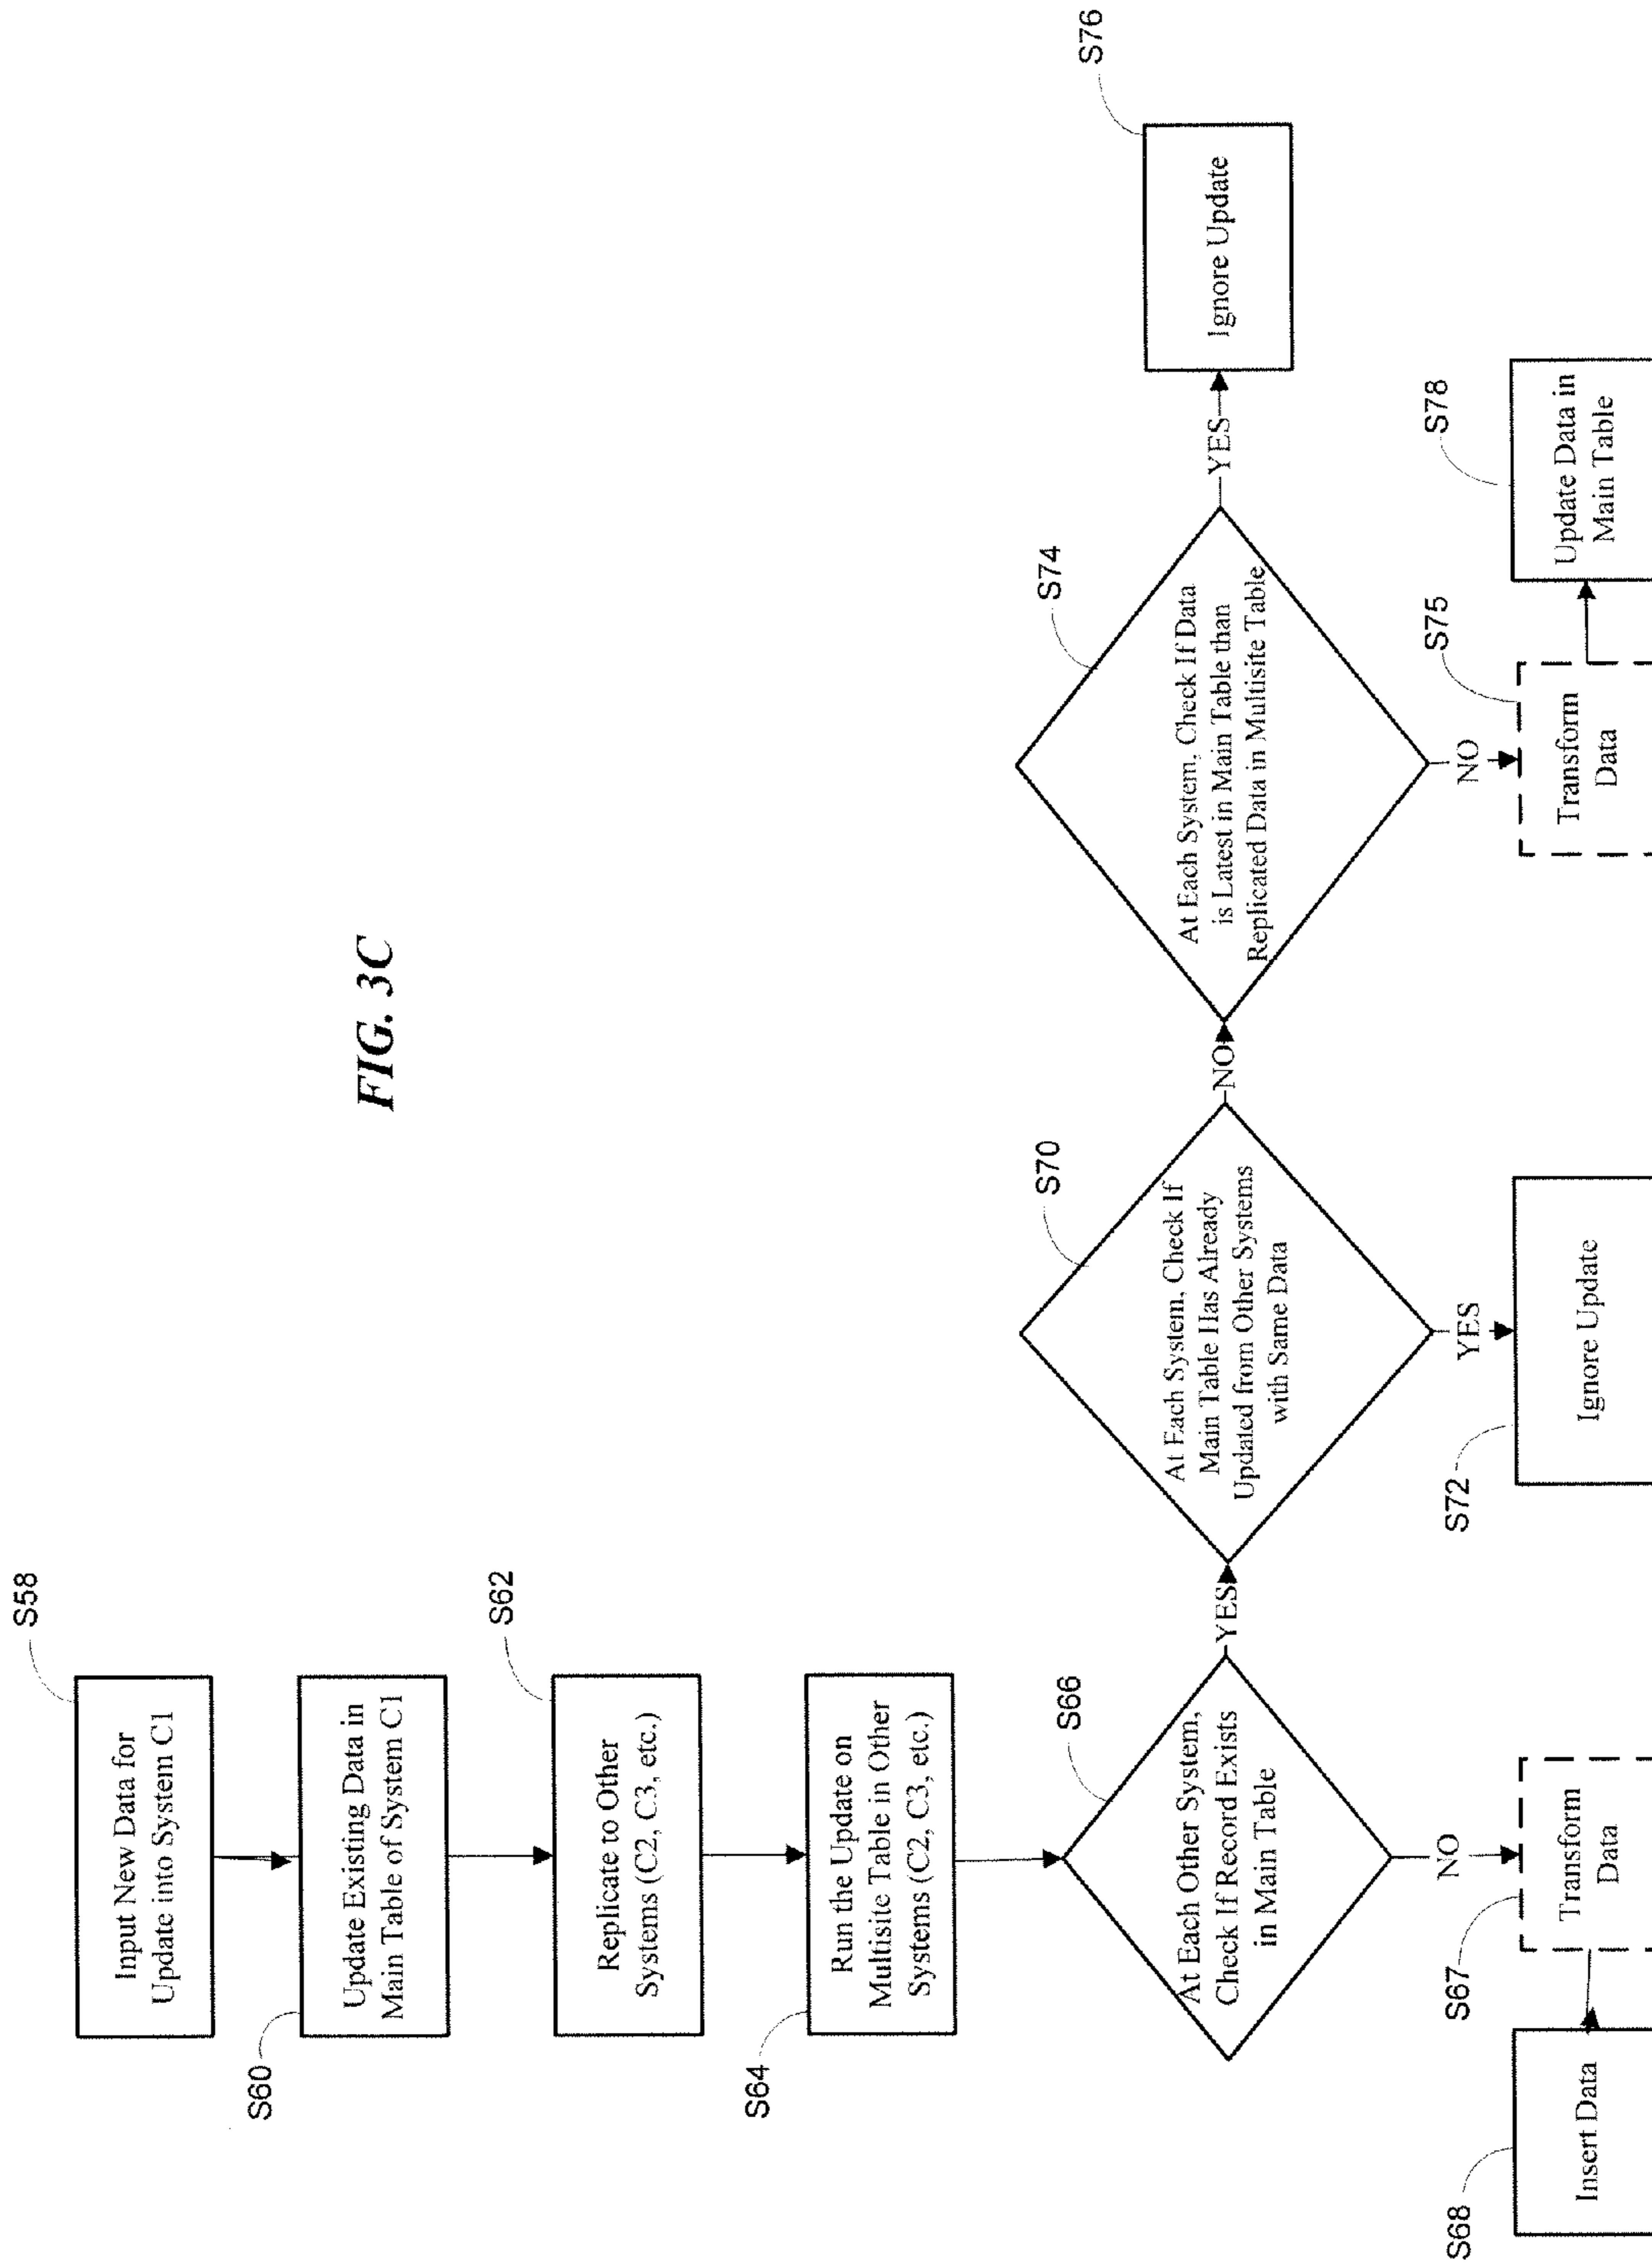 FIG. 3C
S58
Input New Data for
Update into System C1
S60
Update Existing Data in
Main Table of System C1
S62
Replicate to Other
Systems (C2, C3, etc.)
S64
Run the Update on
Multisite Table in Other
Systems (C2, C3, etc.)
S66
At Each Other System,
Check If Record Exists
in Main Table
NO
S67
Transform
Data
S68
Insert Data
YES
S70
At Each System, Check If
Main Table Has Already
Updated from Other Systems
with Same Data
YES
S72
Ignore Update
NO
S74
At Each System, Check If Data
is Latest in Main Table than
Replicated Data in Multisite Table
YES
S76
Ignore Update
NO
S75
Transform
Data
S78
Update Data in
Main Table